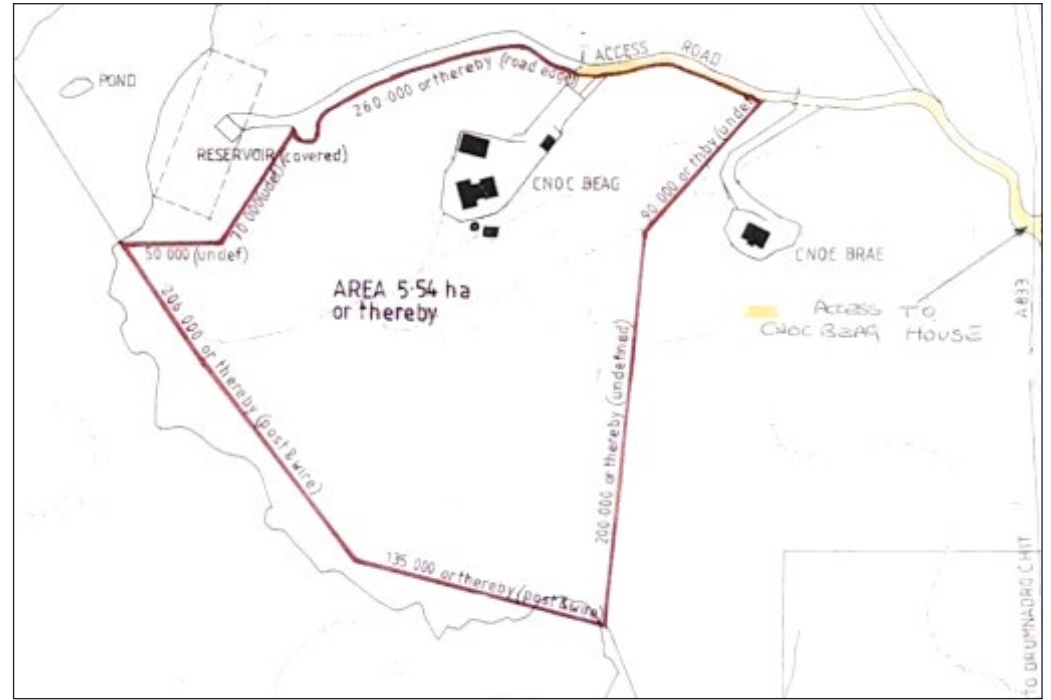 ACCESS ROAD
260 000 or thereby (road edge)
POND
RESERVOIR (covered)
70 000 (undef)
CNOC BEAG
90 000 or thby (undef)
50 000 (undef)
CNOC BRAE
AREA 5·54 ha
or thereby
ACCESS TO
CNOC BEAG HOUSE
A833
206 000 or thereby (post & wire)
200 000 or thereby (undefined)
135 000 or thereby (post & wire)
TO DRUMNADROCHIT